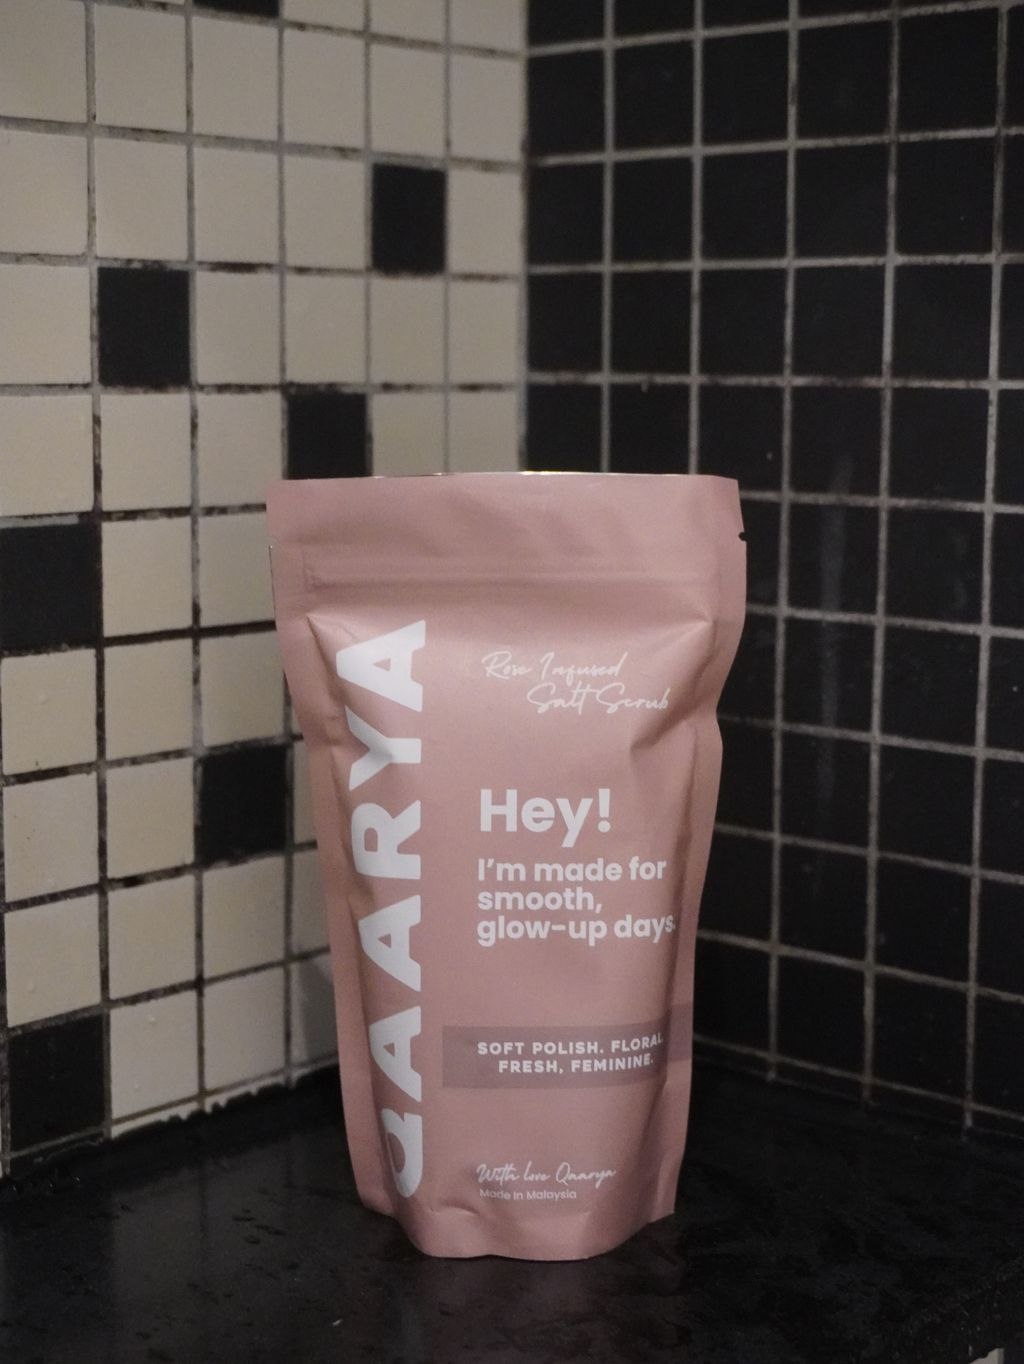 QAARYA
Rose Infused
Salt Scrub
Hey!
I'm made for
smooth,
glow-up days.
SOFT POLISH. FLORAL
FRESH, FEMININE.
With love Qaarya
Made In Malaysia